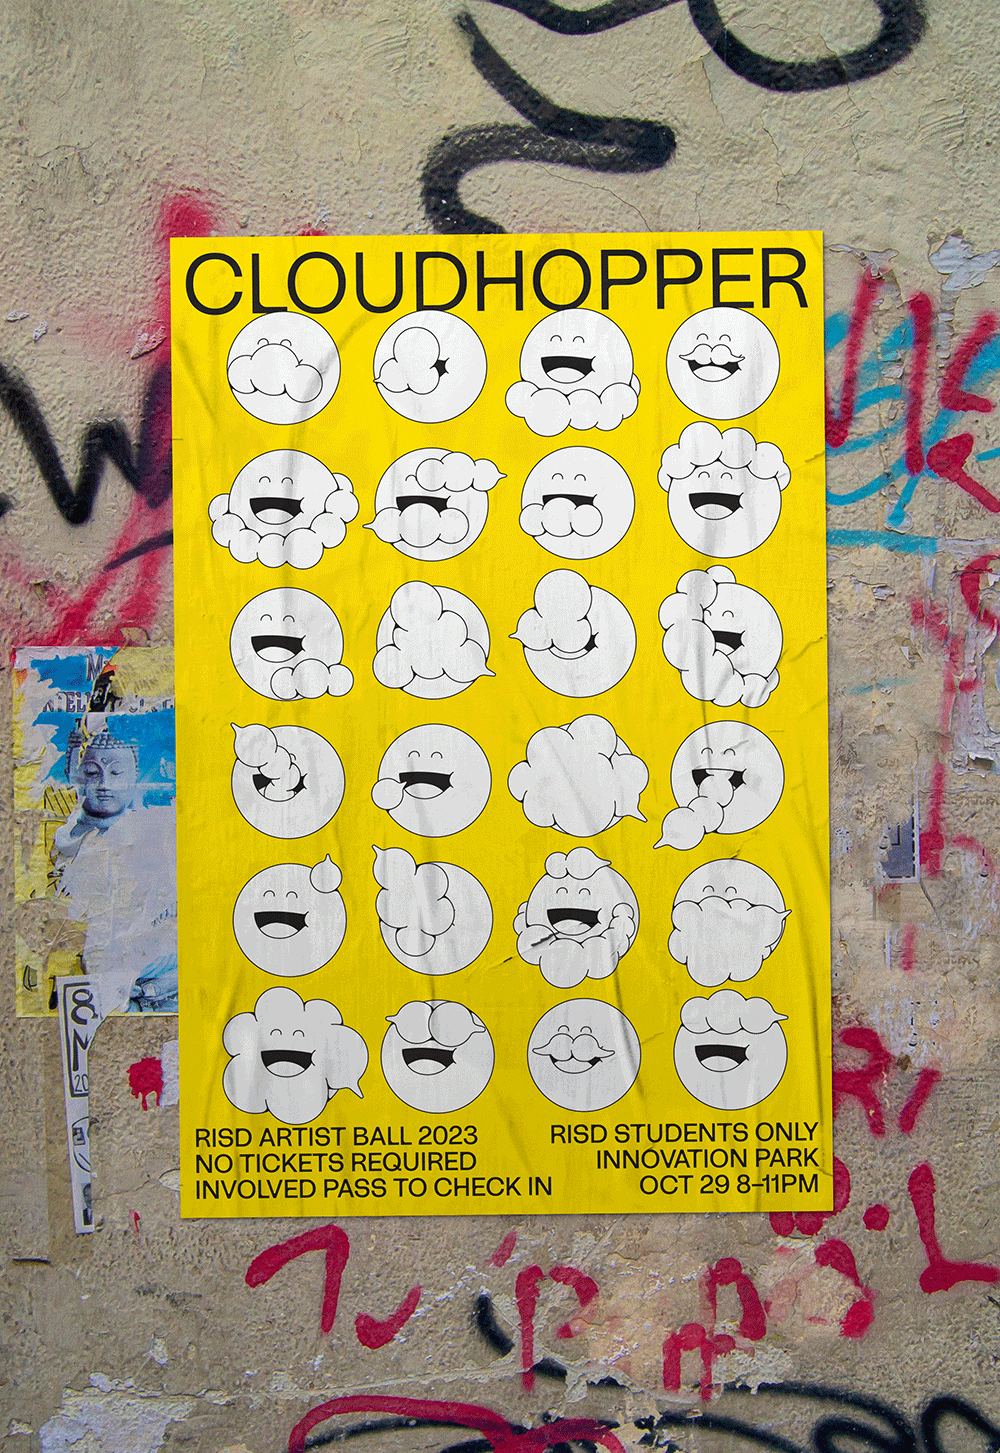 CLOUDHOPPER
RISD ARTIST BALL 2023
NO TICKETS REQUIRED
INVOLVED PASS TO CHECK IN
RISD STUDENTS ONLY
INNOVATION PARK
OCT 29 8–11PM